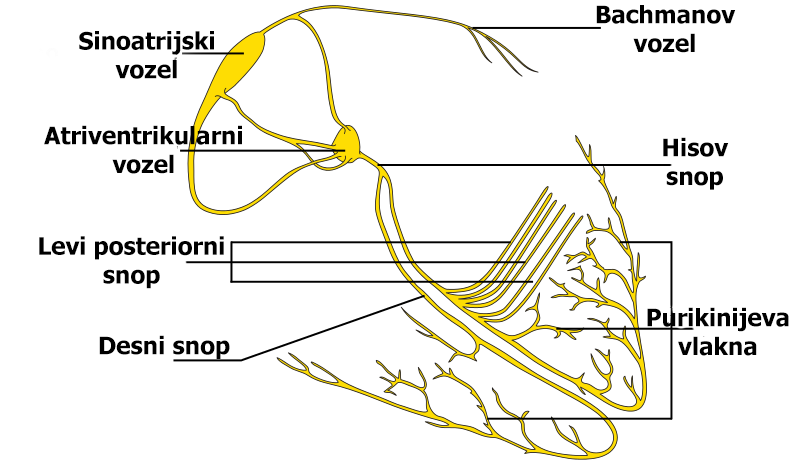 Bachmanov
vozel
Sinoatrijski
vozel
Atriventrikularni
vozel
Hisov
snop
Levi posteriorni
snop
Purikinijeva
vlakna
Desni snop